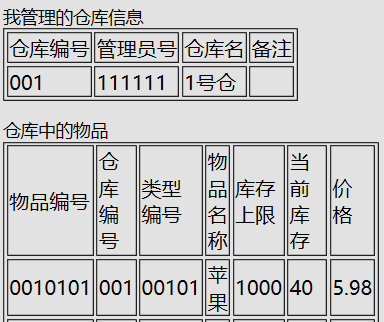 我管理的仓库信息
仓库编号 管理员号 仓库名 备注
001 111111 1号仓
仓库中的物品
物品编号 仓库编号 类型编号 物品名称 库存上限 当前库存 价格
0010101 001 00101 苹果 1000 40 5.98